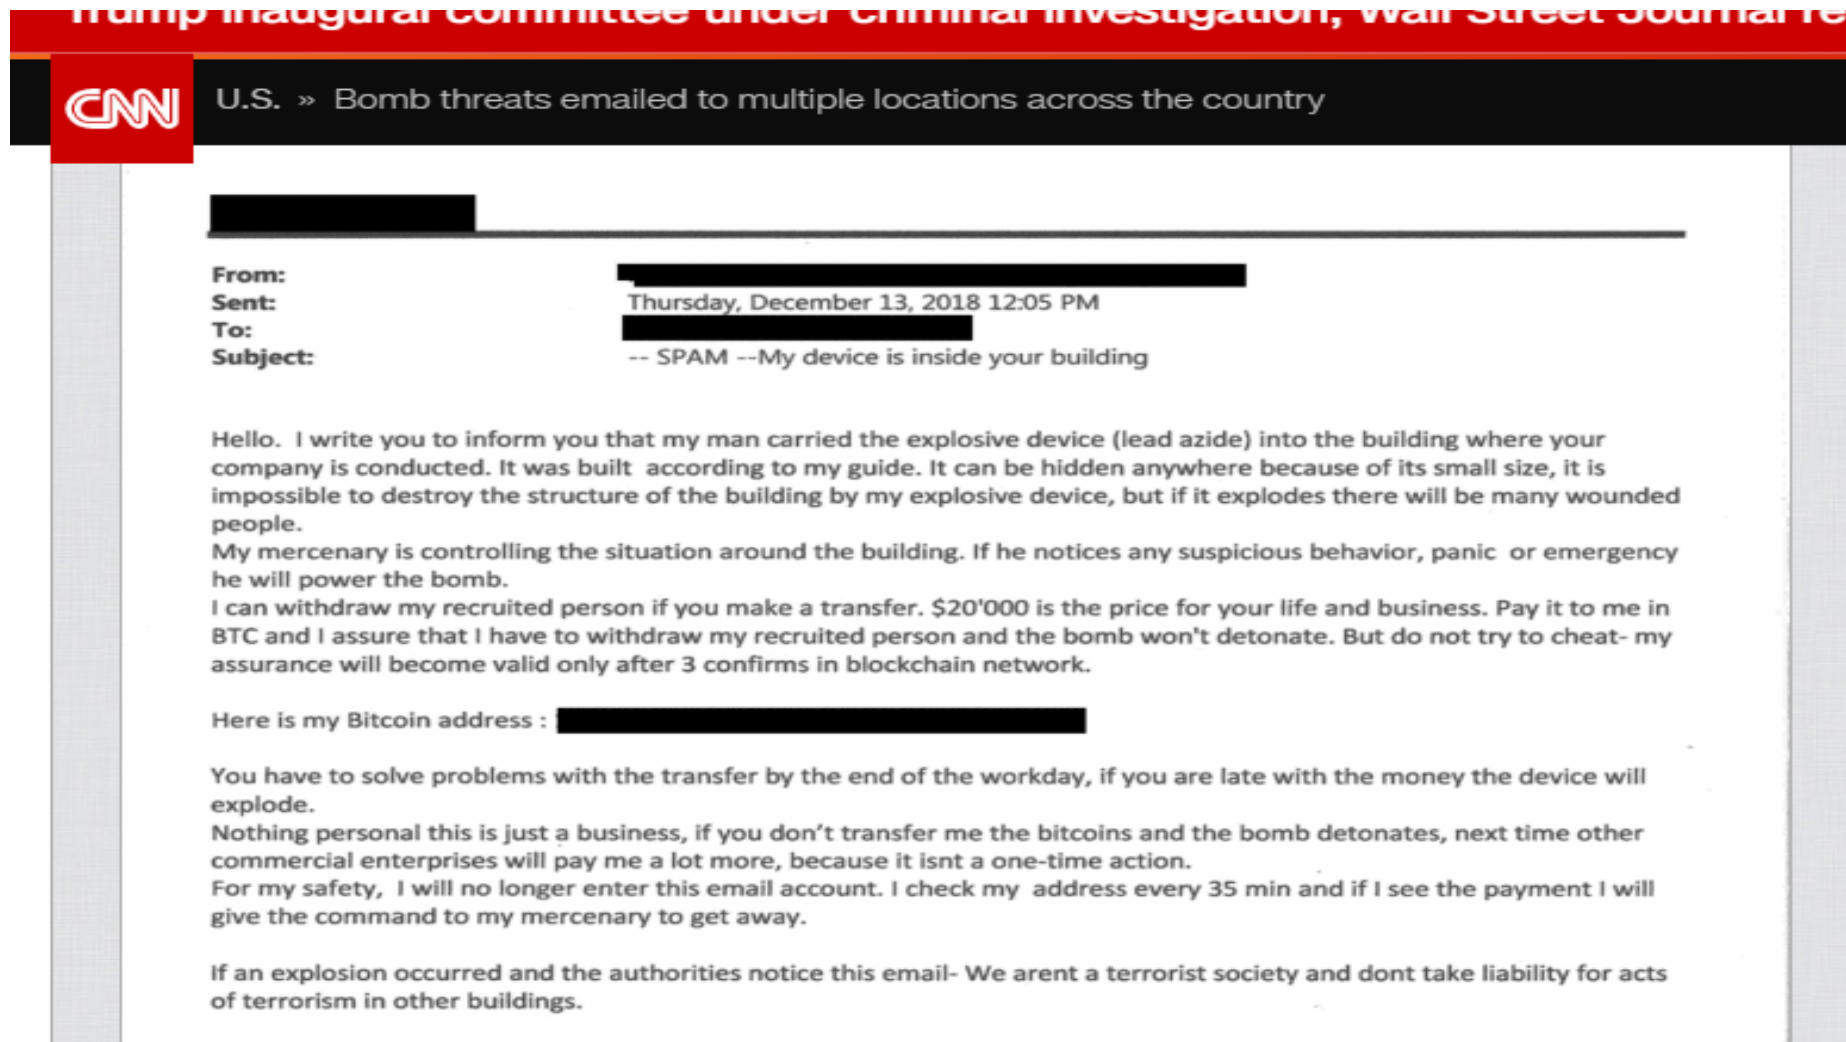 Trump inaugural committee under criminal investigation, Wall Street Journal re
CNN
U.S. » Bomb threats emailed to multiple locations across the country
From:
Sent: Thursday, December 13, 2018 12:05 PM
To:
Subject: -- SPAM --My device is inside your building
Hello.  I write you to inform you that my man carried the explosive device (lead azide) into the building where your
company is conducted. It was built  according to my guide. It can be hidden anywhere because of its small size, it is
impossible to destroy the structure of the building by my explosive device, but if it explodes there will be many wounded
people.
My mercenary is controlling the situation around the building. If he notices any suspicious behavior, panic  or emergency
he will power the bomb.
I can withdraw my recruited person if you make a transfer. $20'000 is the price for your life and business. Pay it to me in
BTC and I assure that I have to withdraw my recruited person and the bomb won't detonate. But do not try to cheat- my
assurance will become valid only after 3 confirms in blockchain network.
Here is my Bitcoin address :
You have to solve problems with the transfer by the end of the workday, if you are late with the money the device will
explode.
Nothing personal this is just a business, if you don’t transfer me the bitcoins and the bomb detonates, next time other
commercial enterprises will pay me a lot more, because it isnt a one-time action.
For my safety,  I will no longer enter this email account. I check my  address every 35 min and if I see the payment I will
give the command to my mercenary to get away.
If an explosion occurred and the authorities notice this email- We arent a terrorist society and dont take liability for acts
of terrorism in other buildings.